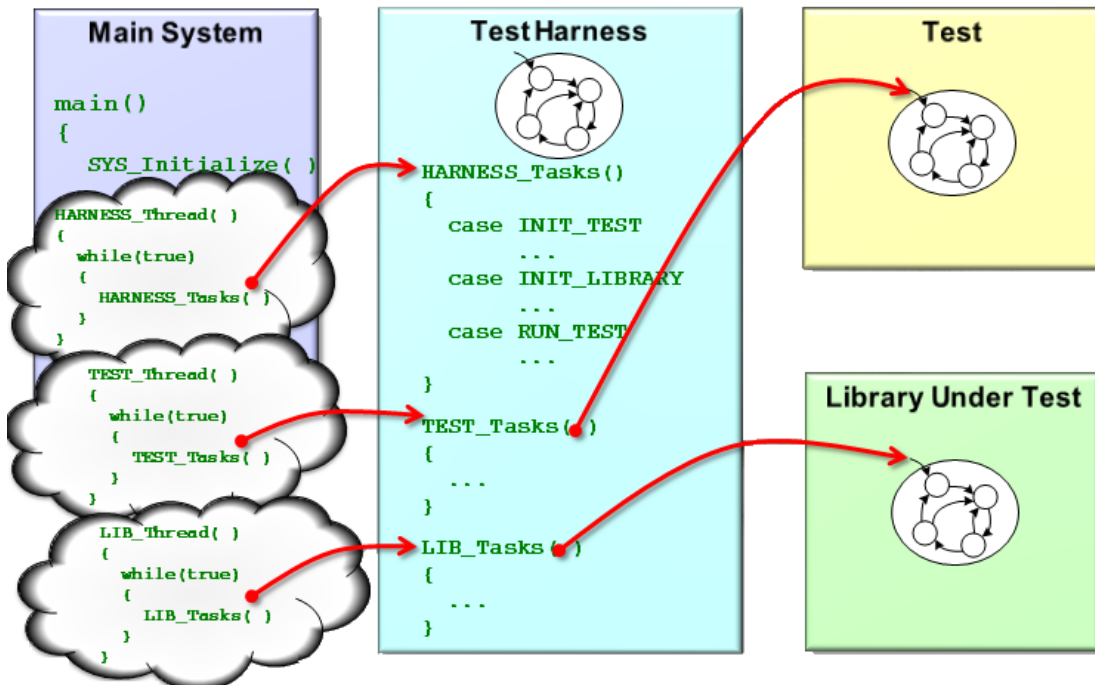 Main System
main()
{
SYS_Initialize( )
HARNESS_Thread( )
{
while(true)
{
HARNESS_Tasks( )
}
}
TEST_Thread( )
{
while(true)
{
TEST_Tasks( )
}
}
LIB_Thread( )
{
while(true)
{
LIB_Tasks( )
}
}
Test Harness
HARNESS_Tasks()
{
case INIT_TEST
...
case INIT_LIBRARY
...
case RUN_TEST
...
}
TEST_Tasks( )
{
...
}
LIB_Tasks( )
{
...
}
Test
Library Under Test